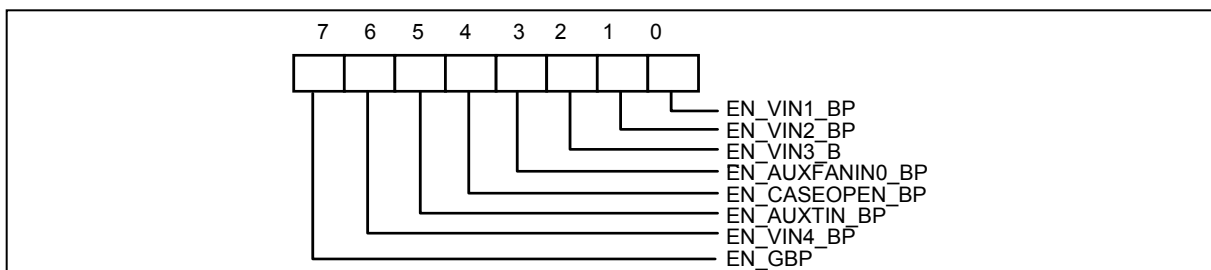 7 6 5 4 3 2 1 0
EN_VIN1_BP
EN_VIN2_BP
EN_VIN3_B
EN_AUXFANIN0_BP
EN_CASEOPEN_BP
EN_AUXTIN_BP
EN_VIN4_BP
EN_GBP